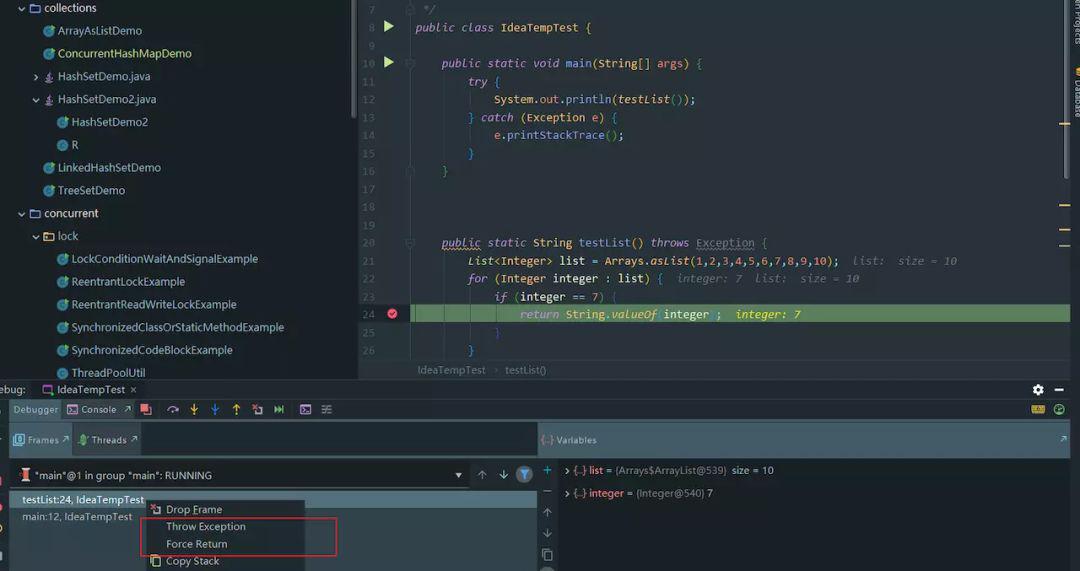 collections
ArrayAsListDemo
ConcurrentHashMapDemo
HashSetDemo.java
HashSetDemo2.java
HashSetDemo2
R
LinkedHashSetDemo
TreeSetDemo
concurrent
lock
LockConditionWaitAndSignalExample
ReentrantLockExample
ReentrantReadWriteLockExample
SynchronizedClassOrStaticMethodExample
SynchronizedCodeBlockExample
ThreadPoolUtil
7 */
8 public class IdeaTempTest {
9
10 public static void main(String[] args) {
11 try {
12 System.out.println(testList());
13 } catch (Exception e) {
14 e.printStackTrace();
15 }
16 }
17
18
19
20 public static String testList() throws Exception {
21 List<Integer> list = Arrays.asList(1,2,3,4,5,6,7,8,9,10); list: size = 10
22 for (Integer integer : list) { integer: 7 list: size = 10
23 if (integer == 7) {
24 return String.valueOf(integer); integer: 7
25 }
26 }
IdeaTempTest › testList()
Projects
Database
ebug: IdeaTempTest ×
Debugger Console
Frames Threads
Variables
"main"@1 in group "main": RUNNING
testList:24, IdeaTempTest
main:12, IdeaTempTest
Drop Frame
Throw Exception
Force Return
Copy Stack
list = (Arrays$ArrayList@539) size = 10
integer = (Integer@540) 7